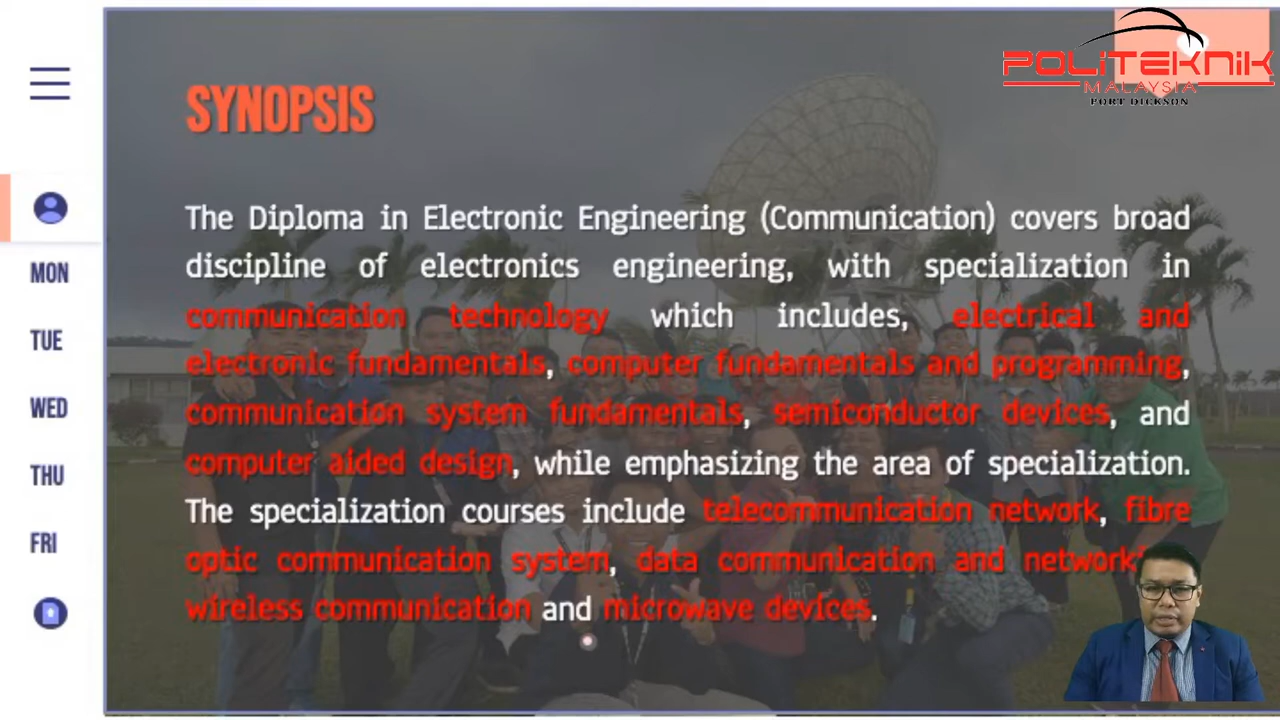 POLITEKNIK
MALAYSIA
PORT DICKSON
SYNOPSIS
The Diploma in Electronic Engineering (Communication) covers broad
discipline of electronics engineering, with specialization in
communication technology which includes, electrical and
electronic fundamentals, computer fundamentals and programming,
communication system fundamentals, semiconductor devices, and
computer aided design, while emphasizing the area of specialization.
The specialization courses include telecommunication network, fibre
optic communication system, data communication and
wireless communication and microwave devices.
MON
TUE
WED
THU
FRI